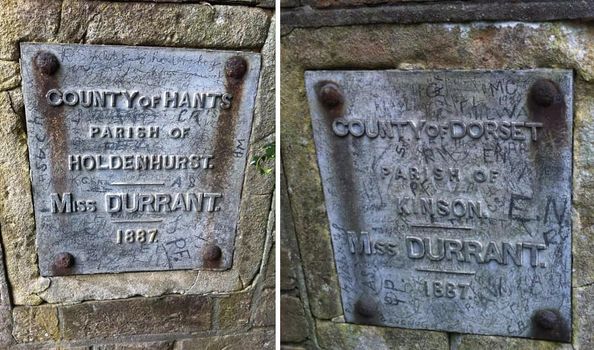 COUNTY OF HANTS
PARISH OF
HOLDENHURST.
MISS DURRANT.
1887.
COUNTY OF DORSET
PARISH OF
KINSON.
MISS DURRANT.
1887.